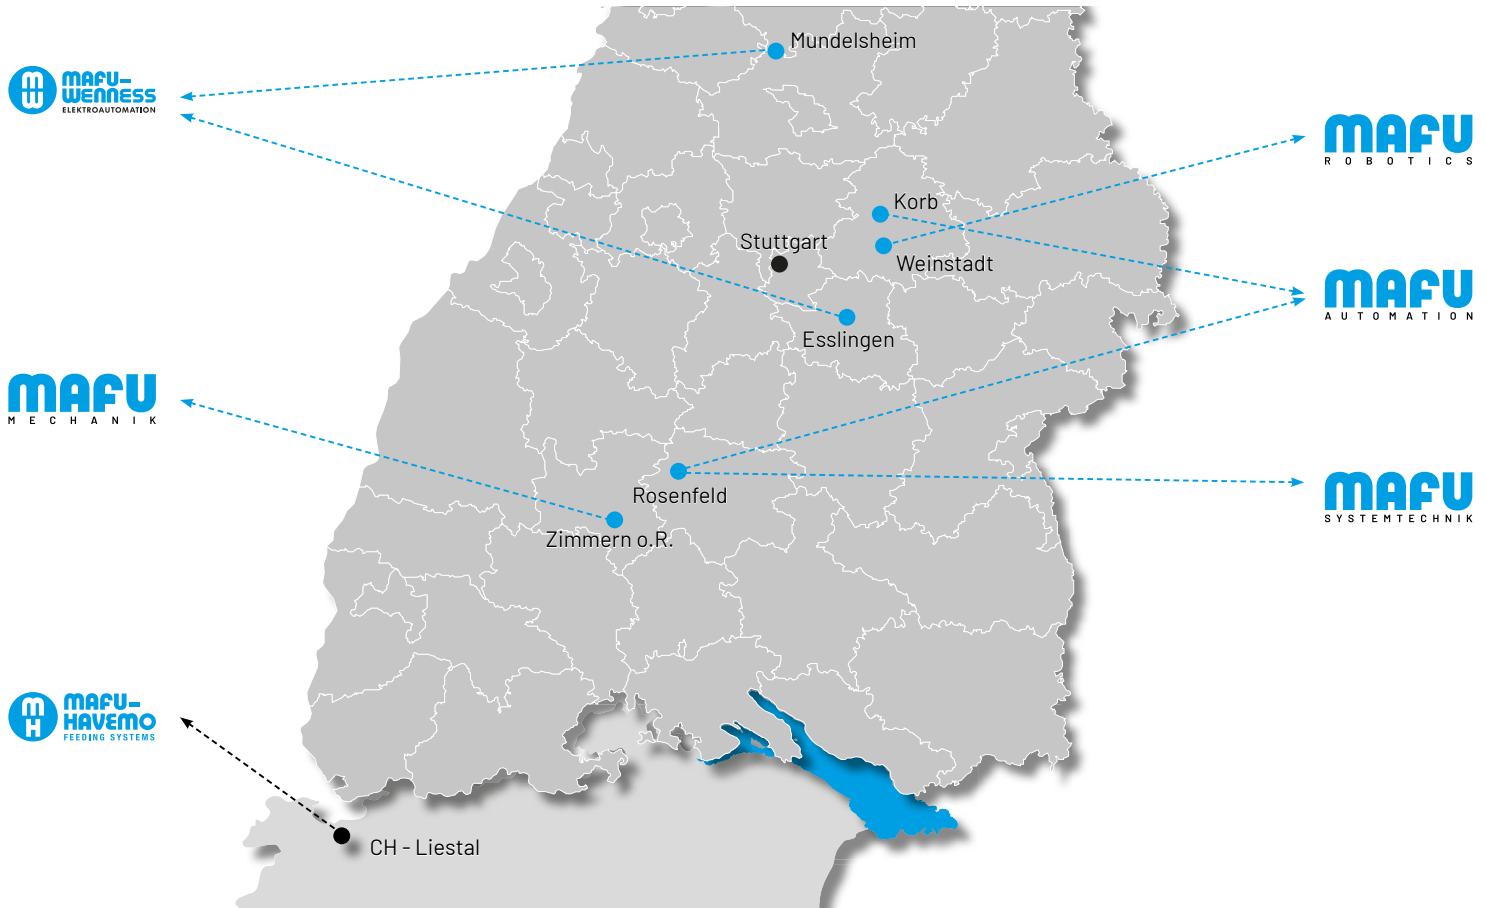 Mundelsheim
MAFU-
WENNESS
ELEKTROAUTOMATION
MAFU
ROBOTICS
Korb
Stuttgart
Weinstadt
MAFU
AUTOMATION
Esslingen
MAFU
MECHANIK
Rosenfeld
MAFU
SYSTEMTECHNIK
Zimmern o.R.
MAFU-
HAVEMO
FEEDING SYSTEMS
CH - Liestal